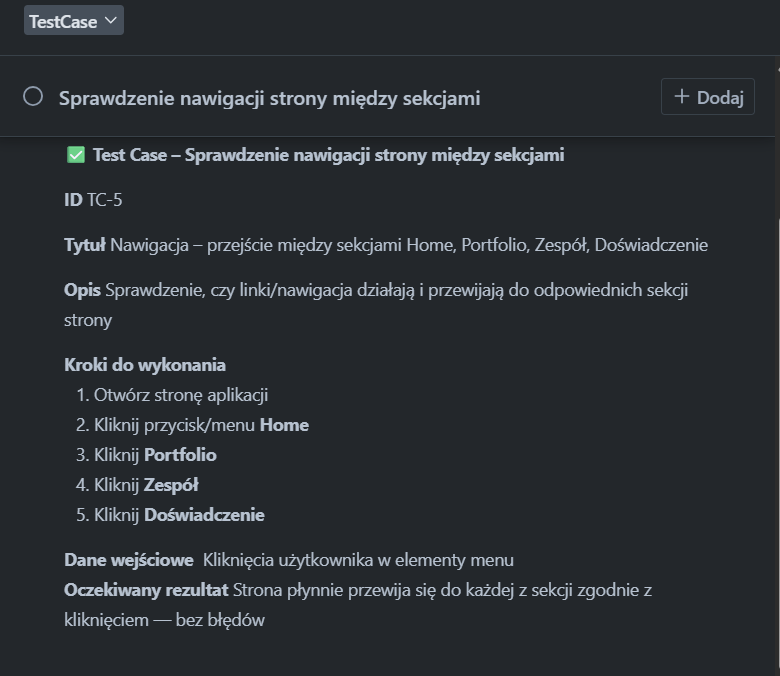 TestCase
Sprawdzenie nawigacji strony między sekcjami
+ Dodaj
✅ Test Case – Sprawdzenie nawigacji strony między sekcjami
ID TC-5
Tytuł Nawigacja – przejście między sekcjami Home, Portfolio, Zespół, Doświadczenie
Opis Sprawdzenie, czy linki/nawigacja działają i przewijają do odpowiednich sekcji
strony
Kroki do wykonania
1. Otwórz stronę aplikacji
2. Kliknij przycisk/menu Home
3. Kliknij Portfolio
4. Kliknij Zespół
5. Kliknij Doświadczenie
Dane wejściowe Kliknięcia użytkownika w elementy menu
Oczekiwany rezultat Strona płynnie przewija się do każdej z sekcji zgodnie z
kliknięciem — bez błędów